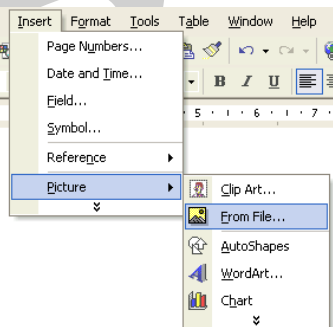 Insert Format Tools Table Window Help
Page Numbers...
Date and Time...
Field...
Symbol...
Reference
Picture
B I U
5 6 7
Clip Art...
From File...
AutoShapes
WordArt...
Chart